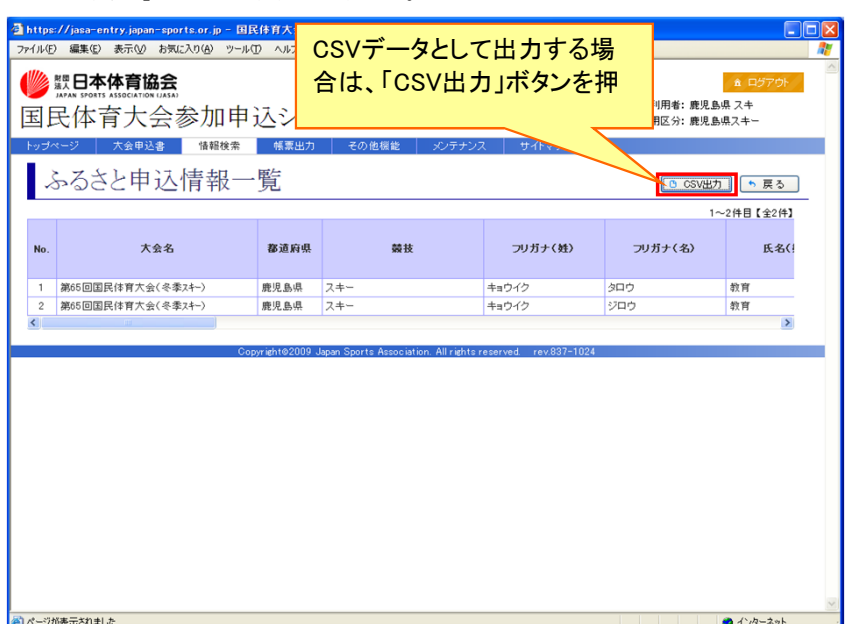 https://jasa-entry.japan-sports.or.jp - 国民体育大
ファイル(F) 編集(E) 表示(V) お気に入り(A) ツール(T) ヘル
CSVデータとして出力する場
合は、「CSV出力」ボタンを押
財団法人 日本体育協会
JAPAN SPORTS ASSOCIATION (JASA)
ログアウト
国民体育大会参加申込シ
利用者: 鹿児島県 スキ
用区分: 鹿児島県スキー
トップページ 大会申込書 情報検索 帳票出力 その他機能 メンテナンス サイトマップ
ふるさと申込情報一覧
CSV出力 戻る
1～2件目【全2件】
No. 大会名 都道府県 競技 フリガナ(姓) フリガナ(名) 氏名(
1 第65回国民体育大会(冬季スキー) 鹿児島県 スキー キョウイク タロウ 教育
2 第65回国民体育大会(冬季スキー) 鹿児島県 スキー キョウイク ジロウ 教育
Copyright©2009 Japan Sports Association. All rights reserved. rev.837-1024
ページが表示されました インターネット